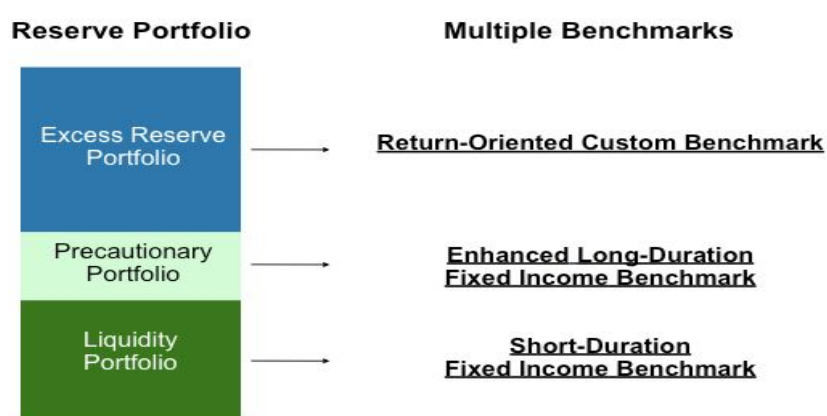 Reserve Portfolio
Multiple Benchmarks
Excess Reserve
Portfolio
Return-Oriented Custom Benchmark
Precautionary
Portfolio
Enhanced Long-Duration
Fixed Income Benchmark
Liquidity
Portfolio
Short-Duration
Fixed Income Benchmark